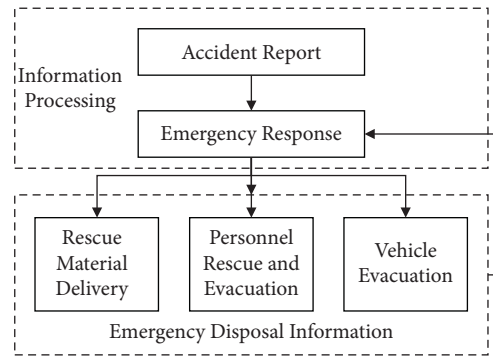 Accident Report
Information
Processing
Emergency Response
Rescue
Material
Delivery
Personnel
Rescue and
Evacuation
Vehicle
Evacuation
Emergency Disposal Information